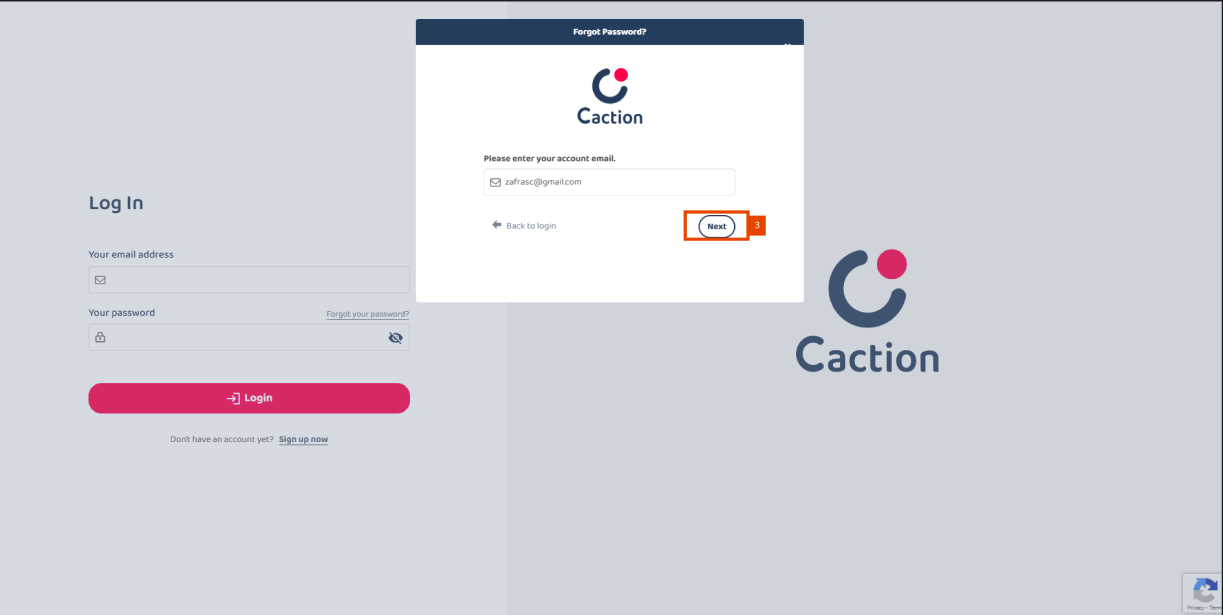 Forgot Password?
Caction
Please enter your account email.
zafrasc@gmail.com
Back to login
Next
3
Log In
Your email address
Your password
Forgot your password?
Login
Don't have an account yet? Sign up now
Caction
Privacy - Terms